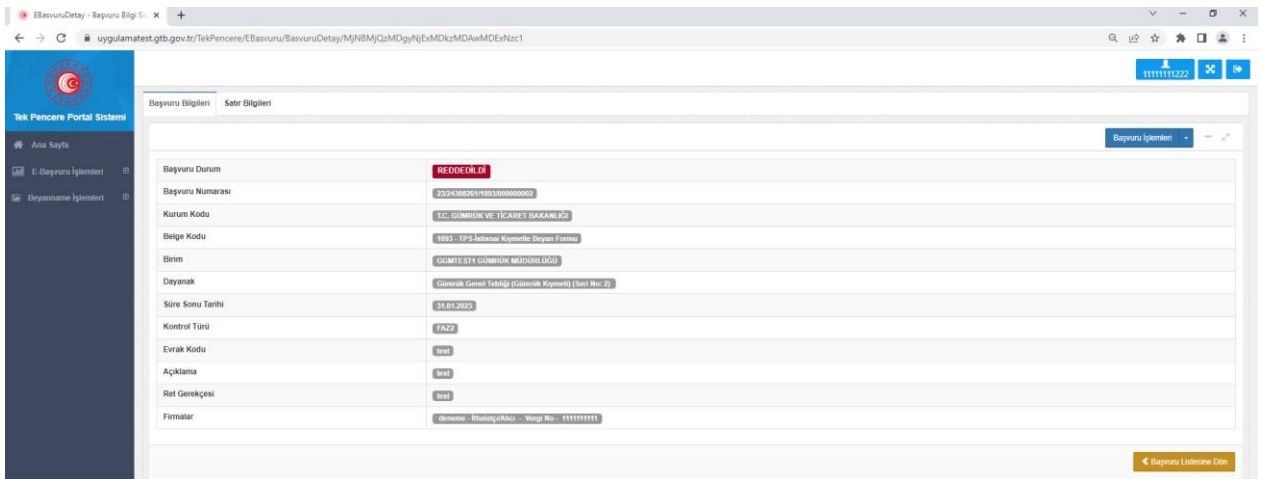 EBasvuruDetay - Başvuru Bilgi Si
uygulamatest.gtb.gov.tr/TekPencere/EBasvuru/BasvuruDetay/MjNBMjQzMDgyNjExMDkzMDAwMDExNzc1
11111111222
Tek Pencere Portal Sistemi
Ana Sayfa
E-Başvuru İşlemleri
Beyanname İşlemleri
Başvuru Bilgileri Satır Bilgileri
Başvuru İşlemleri
Başvuru Durum REDDEDİLDİ
Başvuru Numarası 23/24308261/1093/000000002
Kurum Kodu T.C. GÜMRÜK VE TİCARET BAKANLIĞI
Belge Kodu 1093 - TPS-İstisnai Kıymetle Beyan Formu
Birim GGMTEST1 GÜMRÜK MÜDÜRLÜĞÜ
Dayanak Gümrük Genel Tebliği (Gümrük Kıymeti) (Seri No: 2)
Süre Sonu Tarihi 31.01.2023
Kontrol Türü FAZ2
Evrak Kodu test
Açıklama test
Ret Gerekçesi test
Firmalar deneme - İthalatçı/Alıcı - Vergi No - 1111111111
Başvuru Listesine Dön